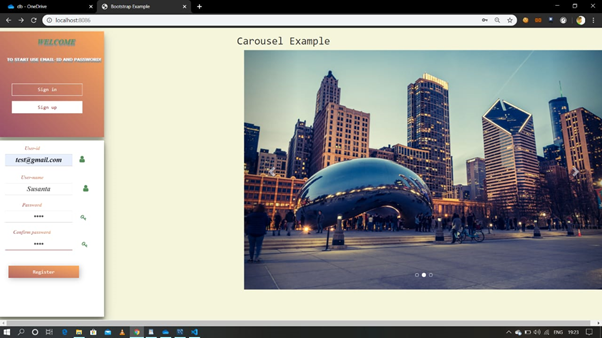 db - OneDrive
Bootstrap Example
localhost:8086
WELCOME
TO START USE EMAIL ID AND PASSWORD!!
Sign in
Sign up
Carousel Example
test@gmail.com
Username
Susanta
Password
****
Confirm password
****
Register
ENG
19:23